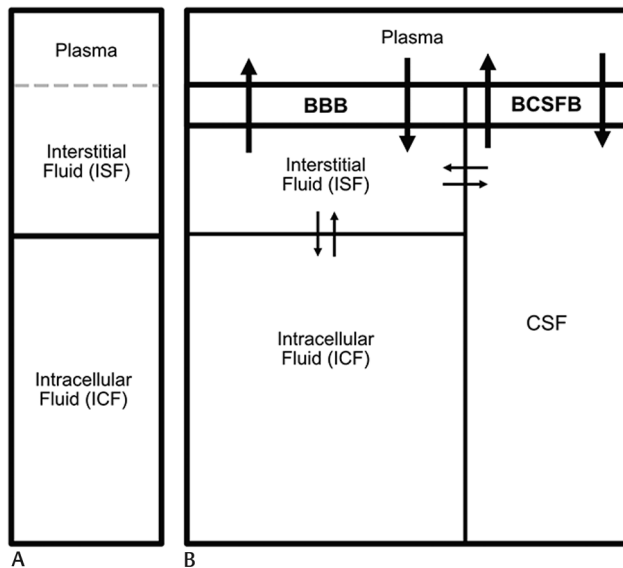 Plasma
Interstitial
Fluid (ISF)
Intracellular
Fluid (ICF)
A
Plasma
BBB
BCSFB
Interstitial
Fluid (ISF)
Intracellular
Fluid (ICF)
CSF
B